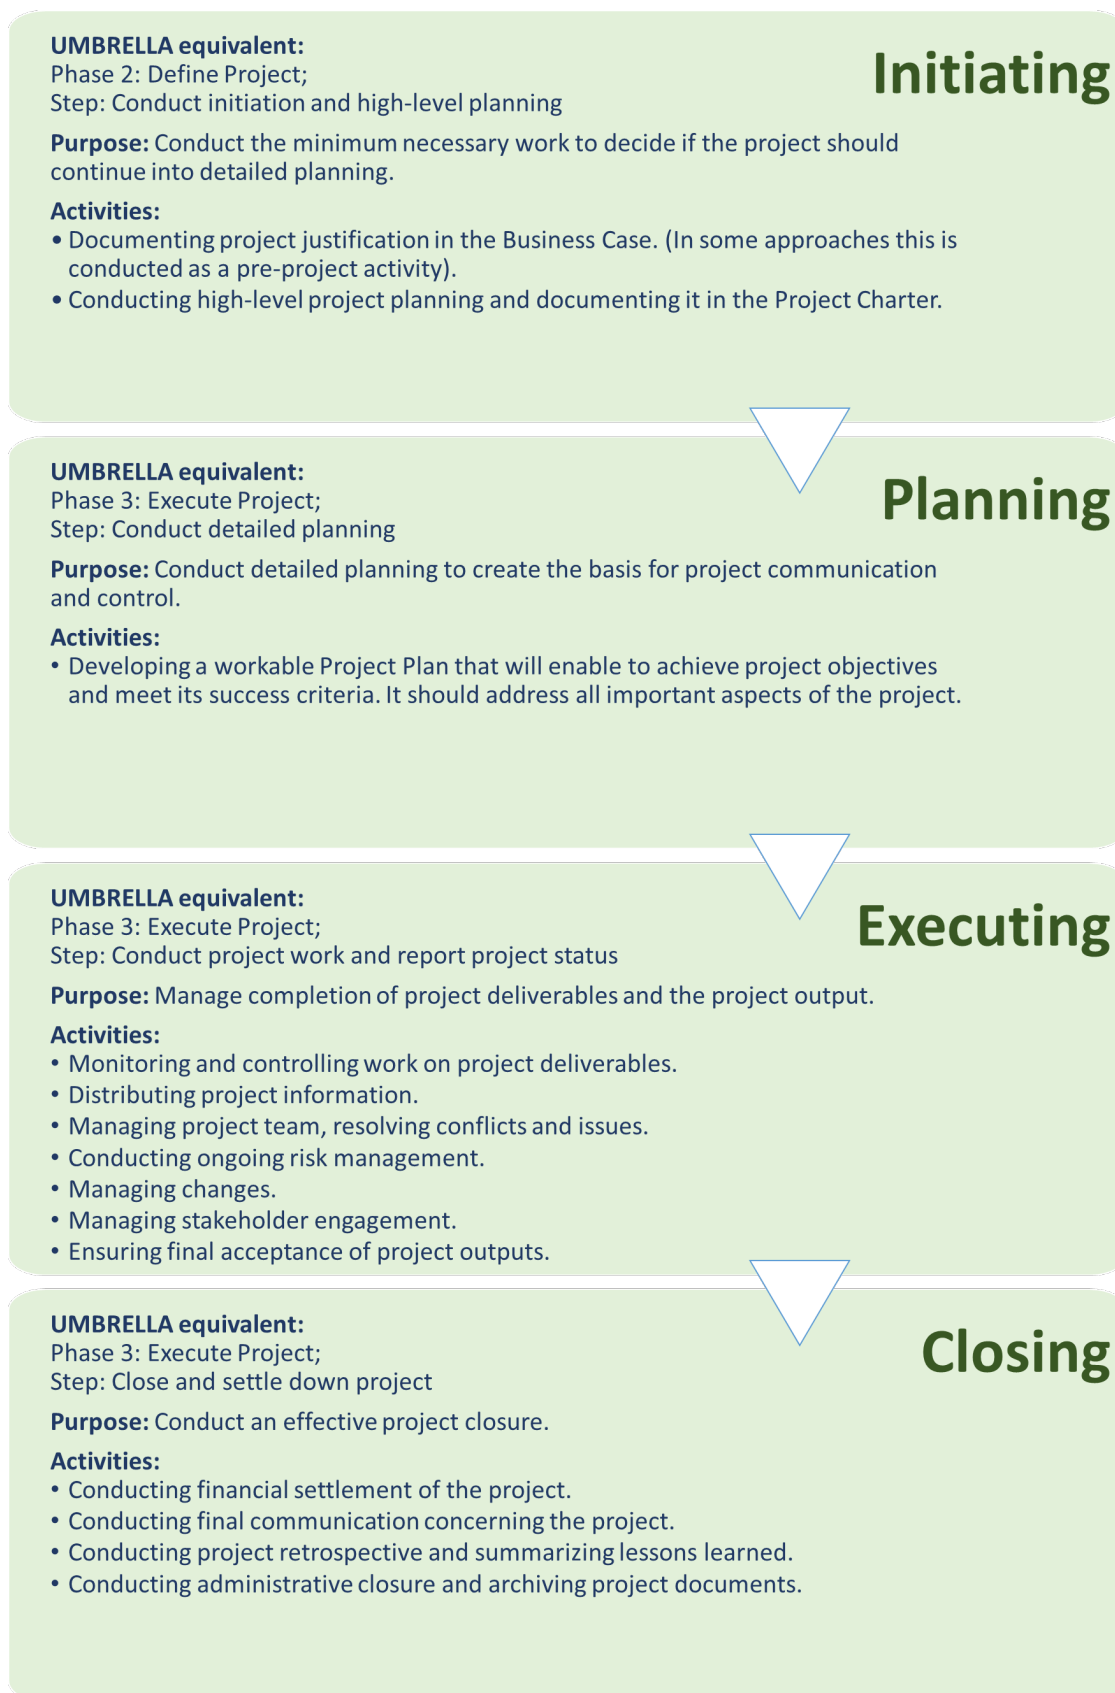 UMBRELLA equivalent:
Initiating
Phase 2: Define Project;
Step: Conduct initiation and high-level planning
Purpose: Conduct the minimum necessary work to decide if the project should
continue into detailed planning.
Activities:
• Documenting project justification in the Business Case. (In some approaches this is
conducted as a pre-project activity).
• Conducting high-level project planning and documenting it in the Project Charter.
UMBRELLA equivalent:
Planning
Phase 3: Execute Project;
Step: Conduct detailed planning
Purpose: Conduct detailed planning to create the basis for project communication
and control.
Activities:
• Developing a workable Project Plan that will enable to achieve project objectives
and meet its success criteria. It should address all important aspects of the project.
UMBRELLA equivalent:
Executing
Phase 3: Execute Project;
Step: Conduct project work and report project status
Purpose: Manage completion of project deliverables and the project output.
Activities:
• Monitoring and controlling work on project deliverables.
• Distributing project information.
• Managing project team, resolving conflicts and issues.
• Conducting ongoing risk management.
• Managing changes.
• Managing stakeholder engagement.
• Ensuring final acceptance of project outputs.
UMBRELLA equivalent:
Closing
Phase 3: Execute Project;
Step: Close and settle down project
Purpose: Conduct an effective project closure.
Activities:
• Conducting financial settlement of the project.
• Conducting final communication concerning the project.
• Conducting project retrospective and summarizing lessons learned.
• Conducting administrative closure and archiving project documents.